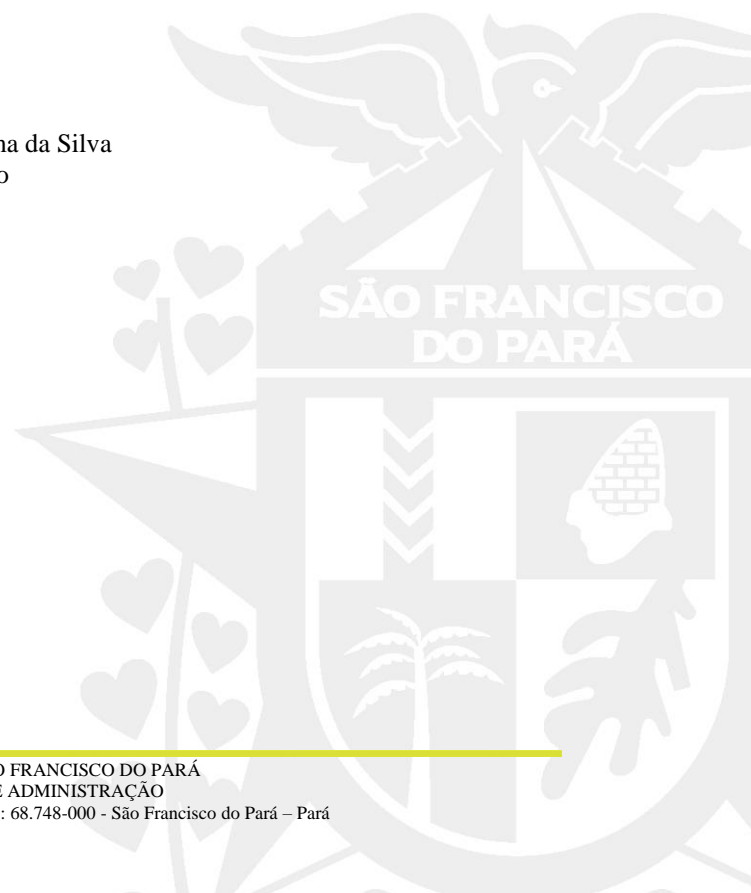 na da Silva
o
SÃO FRANCISCO
DO PARÁ
O FRANCISCO DO PARÁ
E ADMINISTRAÇÃO
: 68.748-000 - São Francisco do Pará – Pará